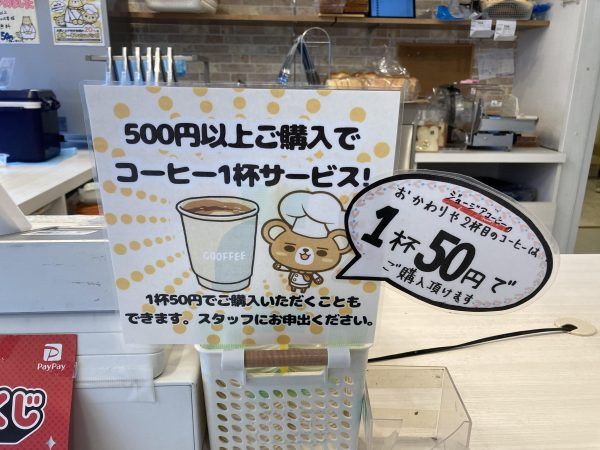 500円以上ご購入で
コーヒー1杯サービス!
COOFFEE
1杯50円でご購入いただくことも
できます。スタッフにお申出ください。
おかわりや2杯目のコーヒーは
1杯50円で
ご購入頂けます
PayPay
くじ